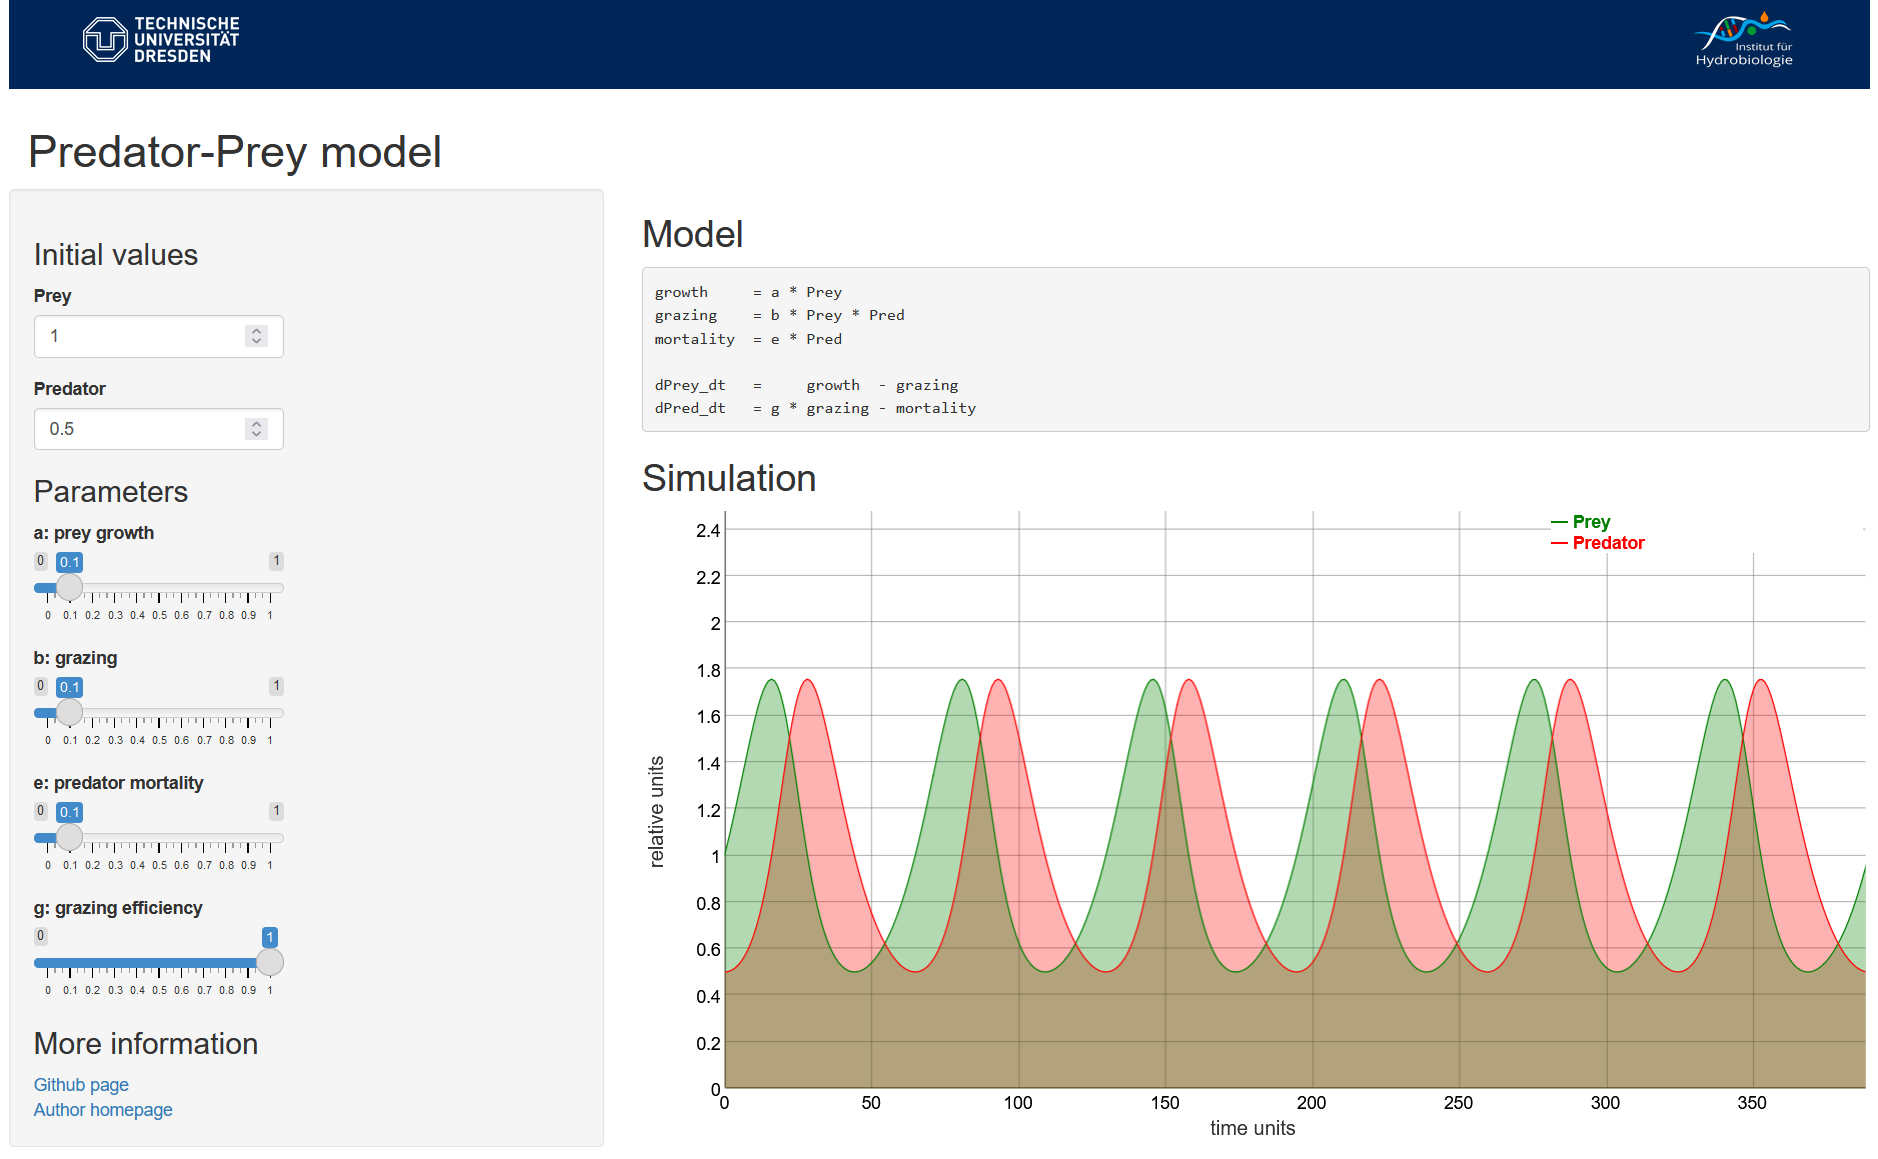 TECHNISCHE
UNIVERSITÄT
DRESDEN
Institut für
Hydrobiologie
Predator-Prey model
Initial values
Prey
1
Predator
0.5
Parameters
a: prey growth
0 0.1 1
0 0.1 0.2 0.3 0.4 0.5 0.6 0.7 0.8 0.9 1
b: grazing
0 0.1 1
0 0.1 0.2 0.3 0.4 0.5 0.6 0.7 0.8 0.9 1
e: predator mortality
0 0.1 1
0 0.1 0.2 0.3 0.4 0.5 0.6 0.7 0.8 0.9 1
g: grazing efficiency
0 1
0 0.1 0.2 0.3 0.4 0.5 0.6 0.7 0.8 0.9 1
More information
Github page
Author homepage
Model
growth = a * Prey
grazing = b * Prey * Pred
mortality = e * Pred
dPrey_dt = growth - grazing
dPred_dt = g * grazing - mortality
Simulation
Prey
Predator
2.4
2.2
2
1.8
1.6
1.4
1.2
1
0.8
0.6
0.4
0.2
0
relative units
0 50 100 150 200 250 300 350
time units